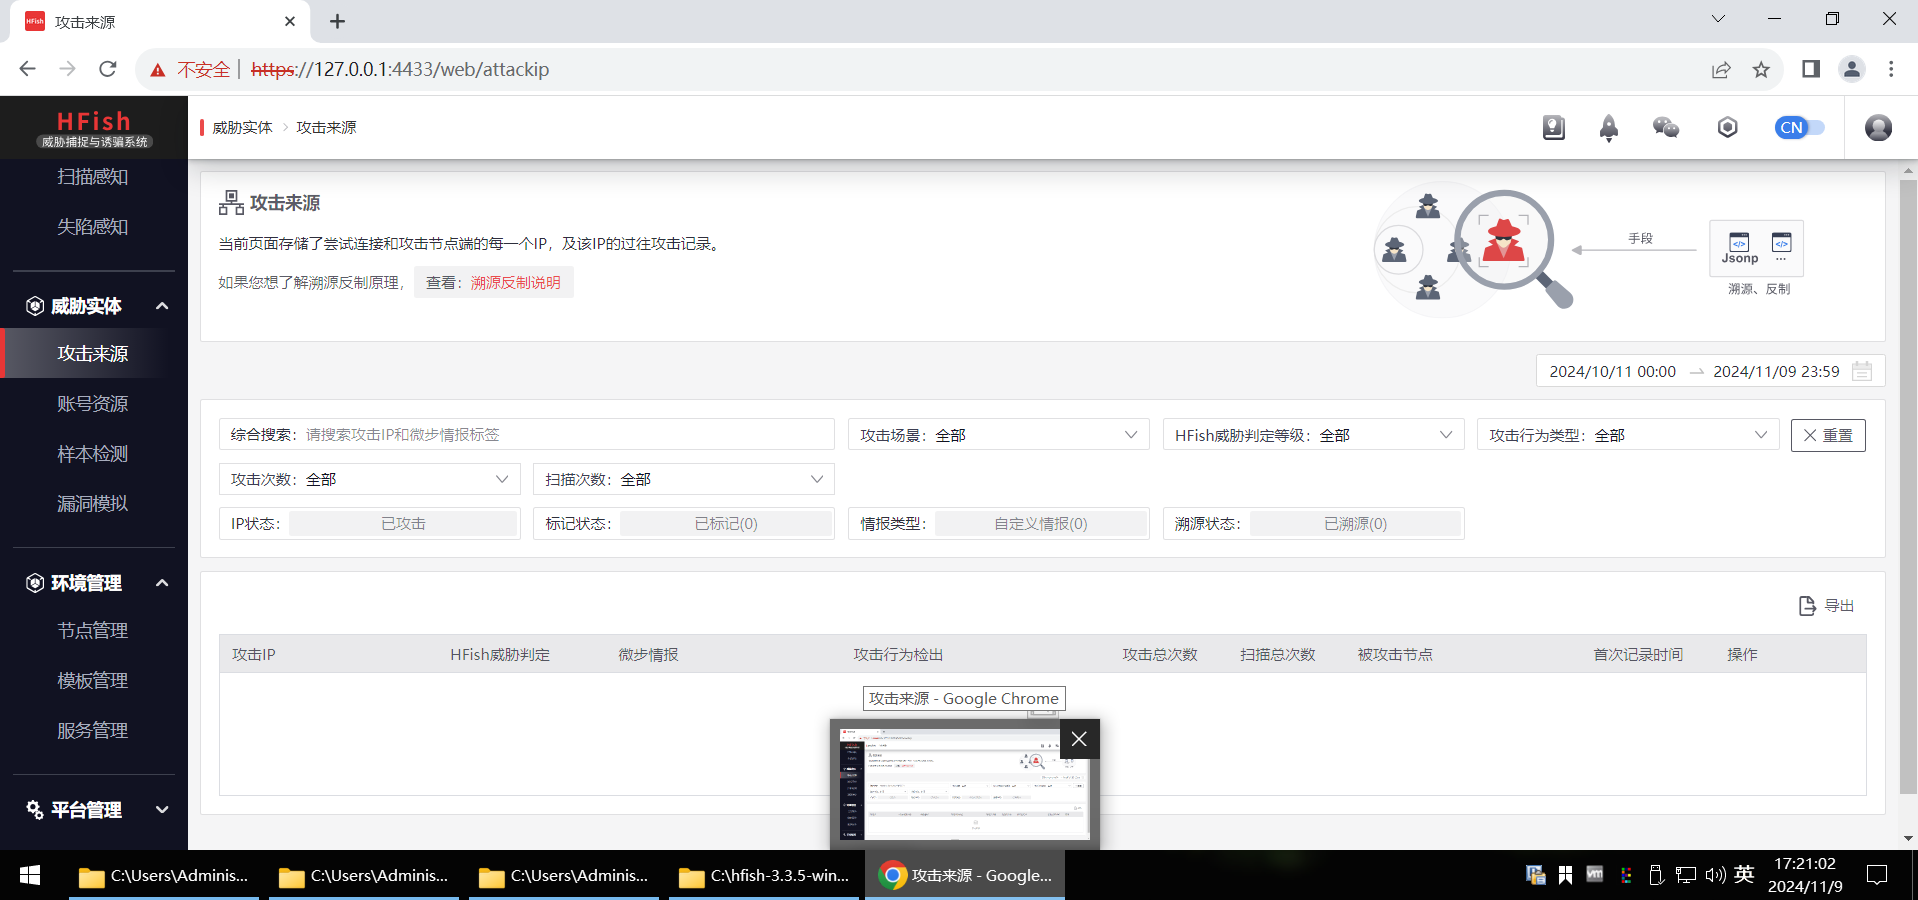 攻击来源
不安全 https://127.0.0.1:4433/web/attackip
HFish
威胁捕捉与诱骗系统
扫描感知
失陷感知
威胁实体
攻击来源
账号资源
样本检测
漏洞模拟
环境管理
节点管理
模板管理
服务管理
平台管理
威胁实体 > 攻击来源
CN
攻击来源
当前页面存储了尝试连接和攻击节点端的每一个IP，及该IP的过往攻击记录。
如果您想了解溯源反制原理， 查看：溯源反制说明
手段
Jsonp ...
溯源、反制
2024/10/11 00:00 → 2024/11/09 23:59
综合搜索：请搜索攻击IP和微步情报标签 攻击场景：全部 HFish威胁判定等级：全部 攻击行为类型：全部 重置
攻击次数：全部 扫描次数：全部
IP状态： 已攻击 标记状态： 已标记(0) 情报类型： 自定义情报(0) 溯源状态： 已溯源(0)
导出
攻击IP HFish威胁判定 微步情报 攻击行为检出 攻击总次数 扫描总次数 被攻击节点 首次记录时间 操作
攻击来源 - Google Chrome
C:\Users\Adminis... C:\Users\Adminis... C:\Users\Adminis... C:\hfish-3.3.5-win... 攻击来源 - Google... 英 17:21:02
2024/11/9